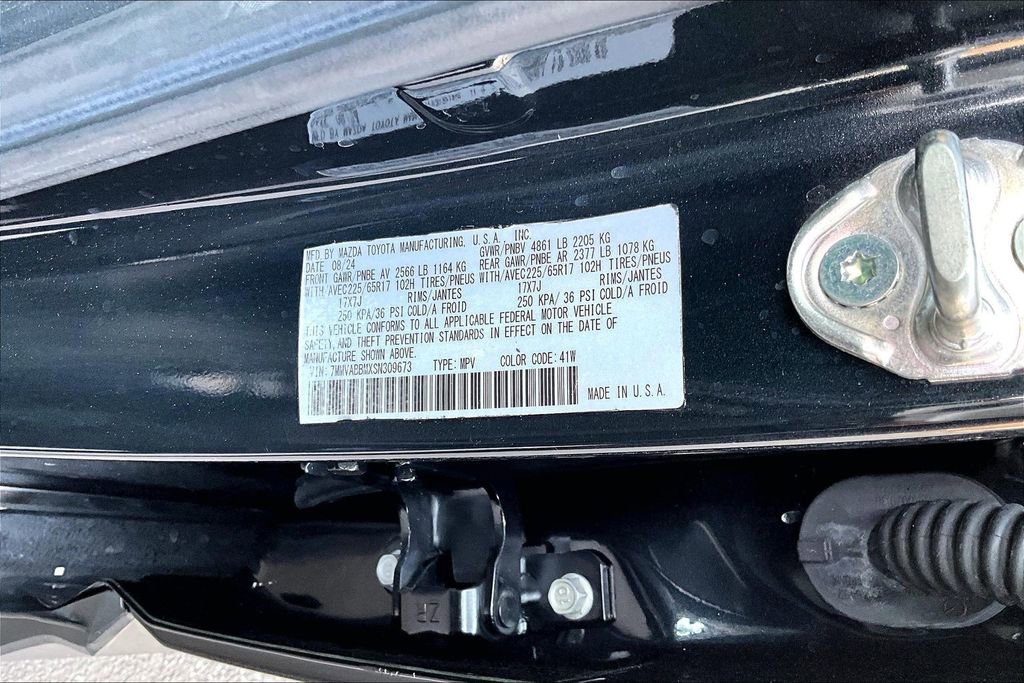 MFD BY MAZDA TOYOTA MANUFACTURING, U.S.A. INC.
DATE 08/24 GVWR/PNBV 4861 LB 2205 KG
FRONT GAWR/PNBE AV 2566 LB 1164 KG REAR GAWR/PNBE AR 2377 LB 1078 KG
WITH/AVEC225/65R17 102H TIRES/PNEUS WITH/AVEC225/65R17 102H TIRES/PNEUS
17X7J RIMS/JANTES 17X7J RIMS/JANTES
250 KPA/36 PSI COLD/A FROID 250 KPA/36 PSI COLD/A FROID
THIS VEHICLE CONFORMS TO ALL APPLICABLE FEDERAL MOTOR VEHICLE
SAFETY, AND THEFT PREVENTION STANDARDS IN EFFECT ON THE DATE OF
MANUFACTURE SHOWN ABOVE.
VIN: 7MMVABBMXSN309673 TYPE: MPV COLOR CODE: 41W
MADE IN U.S.A.
ZR